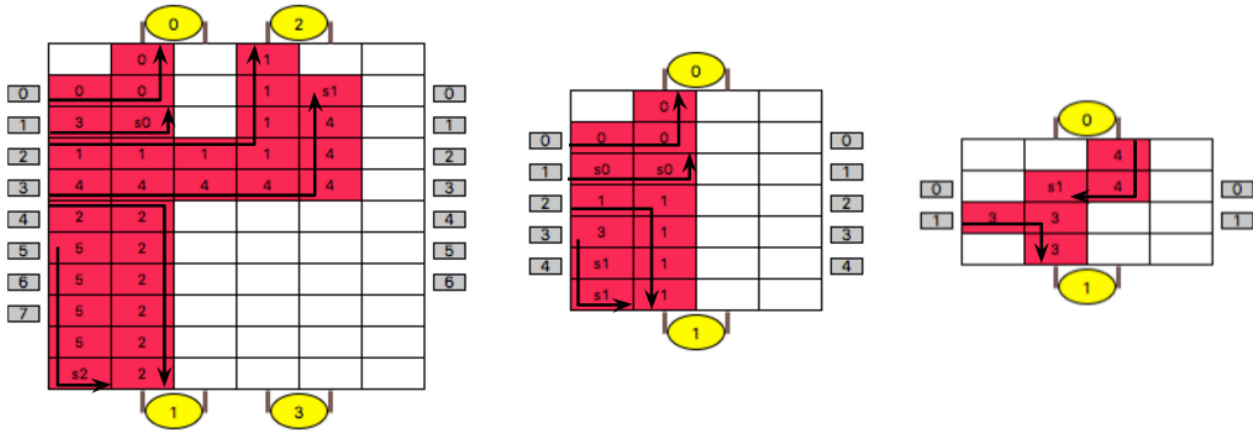 0 2
0 1
0 0 0 1 s1 0
1 3 s0 1 4 1
2 1 1 1 1 4 2
3 4 4 4 4 4 3
4 2 2 4
5 5 2 5
6 5 2 6
7 5 2
5 2
s2 2
1 3
0
0
0 0 0 0
1 s0 s0 1
2 1 1 2
3 3 1 3
4 s1 1 4
s1 1
1
0
4
0 s1 4 0
1 3 3 1
3
1